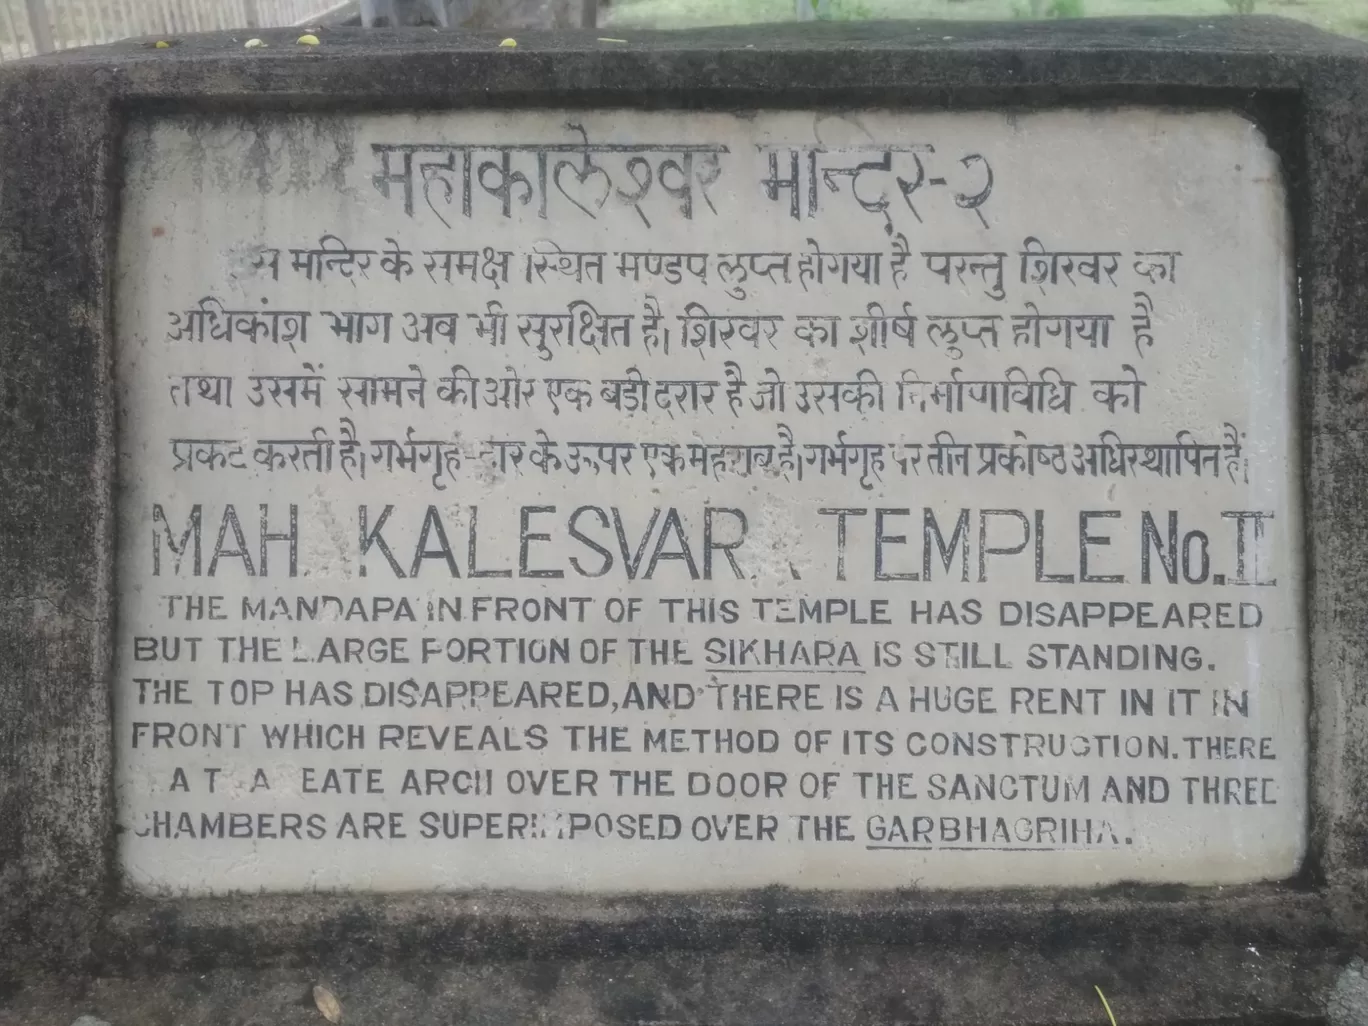 महाकालेश्वर मन्दिर-२
मन्दिर के समक्ष स्थित मण्डप लुप्त होगया है परन्तु शिखर का
अधिकांश भाग अब भी सुरक्षित है। शिखर का शीर्ष लुप्त होगया है
तथा उसमें सामने की ओर एक बड़ी दरार है जो उसकी निर्माणविधि को
प्रकट करती है। गर्भगृह के ऊपर एक मेहराब है। गर्भगृह पर तीन प्रकोष्ठ अधिस्थापित हैं।
KALESVAR TEMPLE No. II
THE MANDAPA IN FRONT OF THIS TEMPLE HAS DISAPPEARED
BUT THE LARGE PORTION OF THE SIKHARA IS STILL STANDING.
THE TOP HAS DISAPPEARED, AND THERE IS A HUGE RENT IN IT IN
FRONT WHICH REVEALS THE METHOD OF ITS CONSTRUCTION. THERE
ARCH OVER THE DOOR OF THE SANCTUM AND THREE
CHAMBERS ARE SUPERIMPOSED OVER THE GARBHAGRIHA.